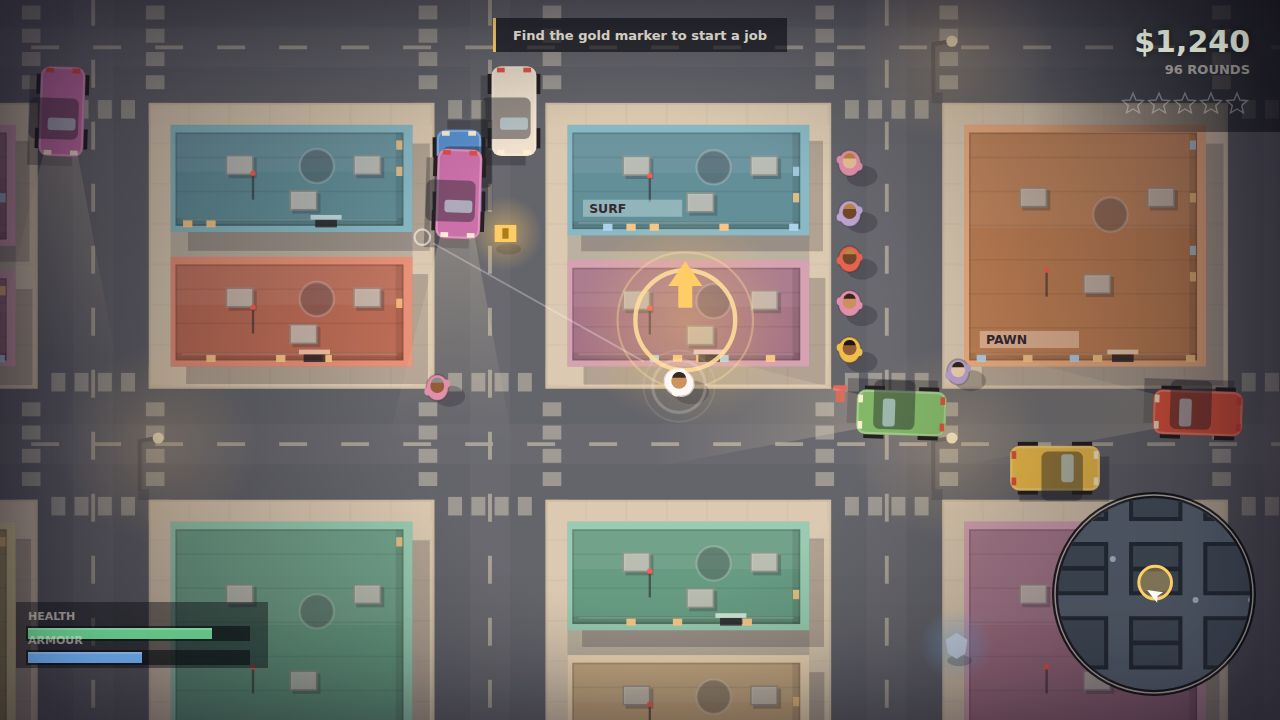 Find the gold marker to start a job
$1,240
96 ROUNDS
SURF
PAWN
HEALTH
ARMOUR